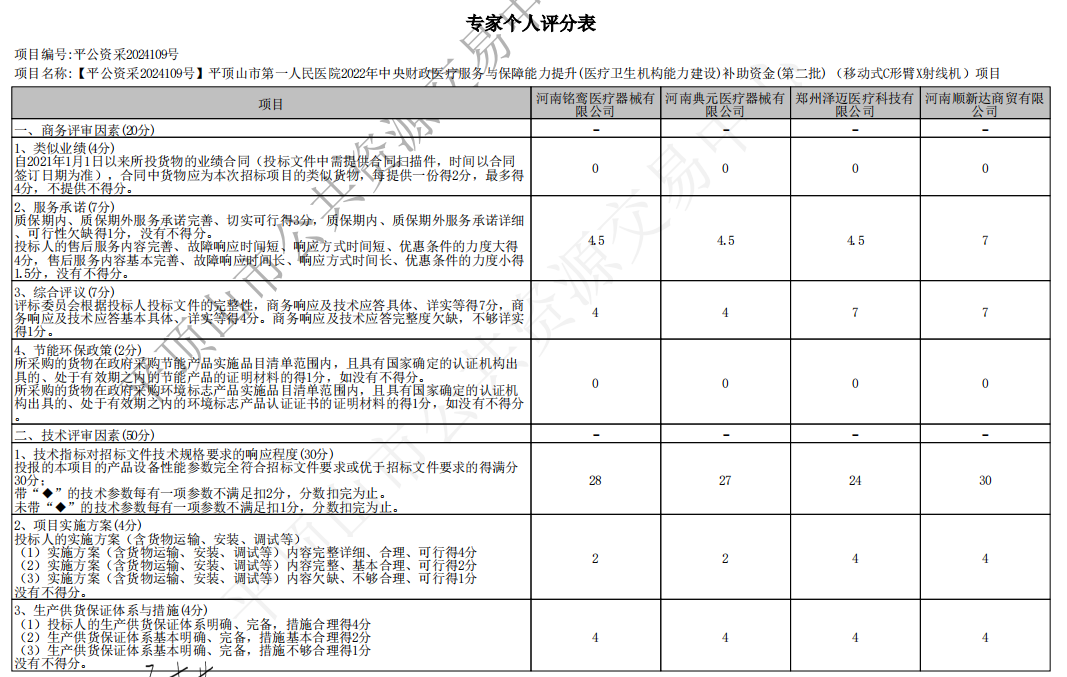 专家个人评分表
项目编号:平公资采2024109号
项目名称:【平公资采2024109号】平顶山市第一人民医院2022年中央财政医疗服务与保障能力提升(医疗卫生机构能力建设)补助资金(第二批)（移动式C形臂X射线机）项目
项目 河南铭鸾医疗器械有限公司 河南典元医疗器械有限公司 郑州泽迈医疗科技有限公司 河南顺新达商贸有限公司
一、商务评审因素(20分) - - - -
1、类似业绩(4分)
自2021年1月1日以来所投货物的业绩合同（投标文件中需提供合同扫描件，时间以合同
签订日期为准），合同中货物应为本次招标项目的类似货物，每提供一份得2分，最多得
4分，不提供不得分。
0 0 0 0
2、服务承诺(7分)
质保期内、质保期外服务承诺完善、切实可行得3分，质保期内、质保期外服务承诺详细
、可行性欠缺得1分，没有不得分。
投标人的售后服务内容完善、故障响应时间短、响应方式时间短、优惠条件的力度大得
4分，售后服务内容基本完善、故障响应时间长、响应方式时间长、优惠条件的力度小得
1.5分，没有不得分。
4.5 4.5 4.5 7
3、综合评议(7分)
评标委员会根据投标人投标文件的完整性，商务响应及技术应答具体、详实等得7分，商
务响应及技术应答基本具体、详实等得4分。商务响应及技术应答完整度欠缺，不够详实
得1分。
4 4 7 7
4、节能环保政策(2分)
所采购的货物在政府采购节能产品实施品目清单范围内，且具有国家确定的认证机构出
具的、处于有效期之内的节能产品的证明材料的得1分，如没有不得分。
所采购的货物在政府采购环境标志产品实施品目清单范围内，且具有国家确定的认证机
构出具的、处于有效期之内的环境标志产品认证证书的证明材料的得1分，如没有不得分
。
0 0 0 0
二、技术评审因素(50分) - - - -
1、技术指标对招标文件技术规格要求的响应程度(30分)
投报的本项目的产品设备性能参数完全符合招标文件要求或优于招标文件要求的得满分
30分；
带“◆”的技术参数每有一项参数不满足扣2分，分数扣完为止。
未带“◆”的技术参数每有一项参数不满足扣1分，分数扣完为止。
28 27 24 30
2、项目实施方案(4分)
投标人的实施方案（含货物运输、安装、调试等）
（1）实施方案（含货物运输、安装、调试等）内容完整详细、合理、可行得4分
（2）实施方案（含货物运输、安装、调试等）内容完整、基本合理、可行得2分
（3）实施方案（含货物运输、安装、调试等）内容欠缺、不够合理、可行得1分
没有不得分。
2 2 4 4
3、生产供货保证体系与措施(4分)
（1）投标人的生产供货保证体系明确、完备，措施合理得4分
（2）生产供货保证体系基本明确、完备，措施基本合理得2分
（3）生产供货保证体系基本明确、完备，措施不够合理得1分
没有不得分。
4 4 4 4
平顶山市公共资源交易中
平顶山市公共资源交易中